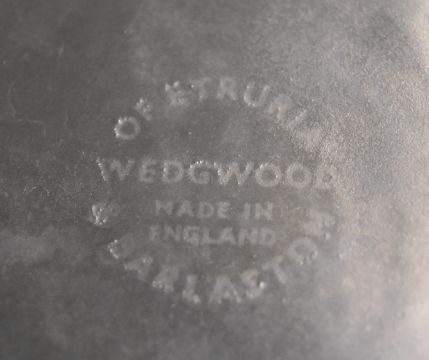 OF ETRURIA
WEDGWOOD
MADE IN
ENGLAND
& BARLASTON